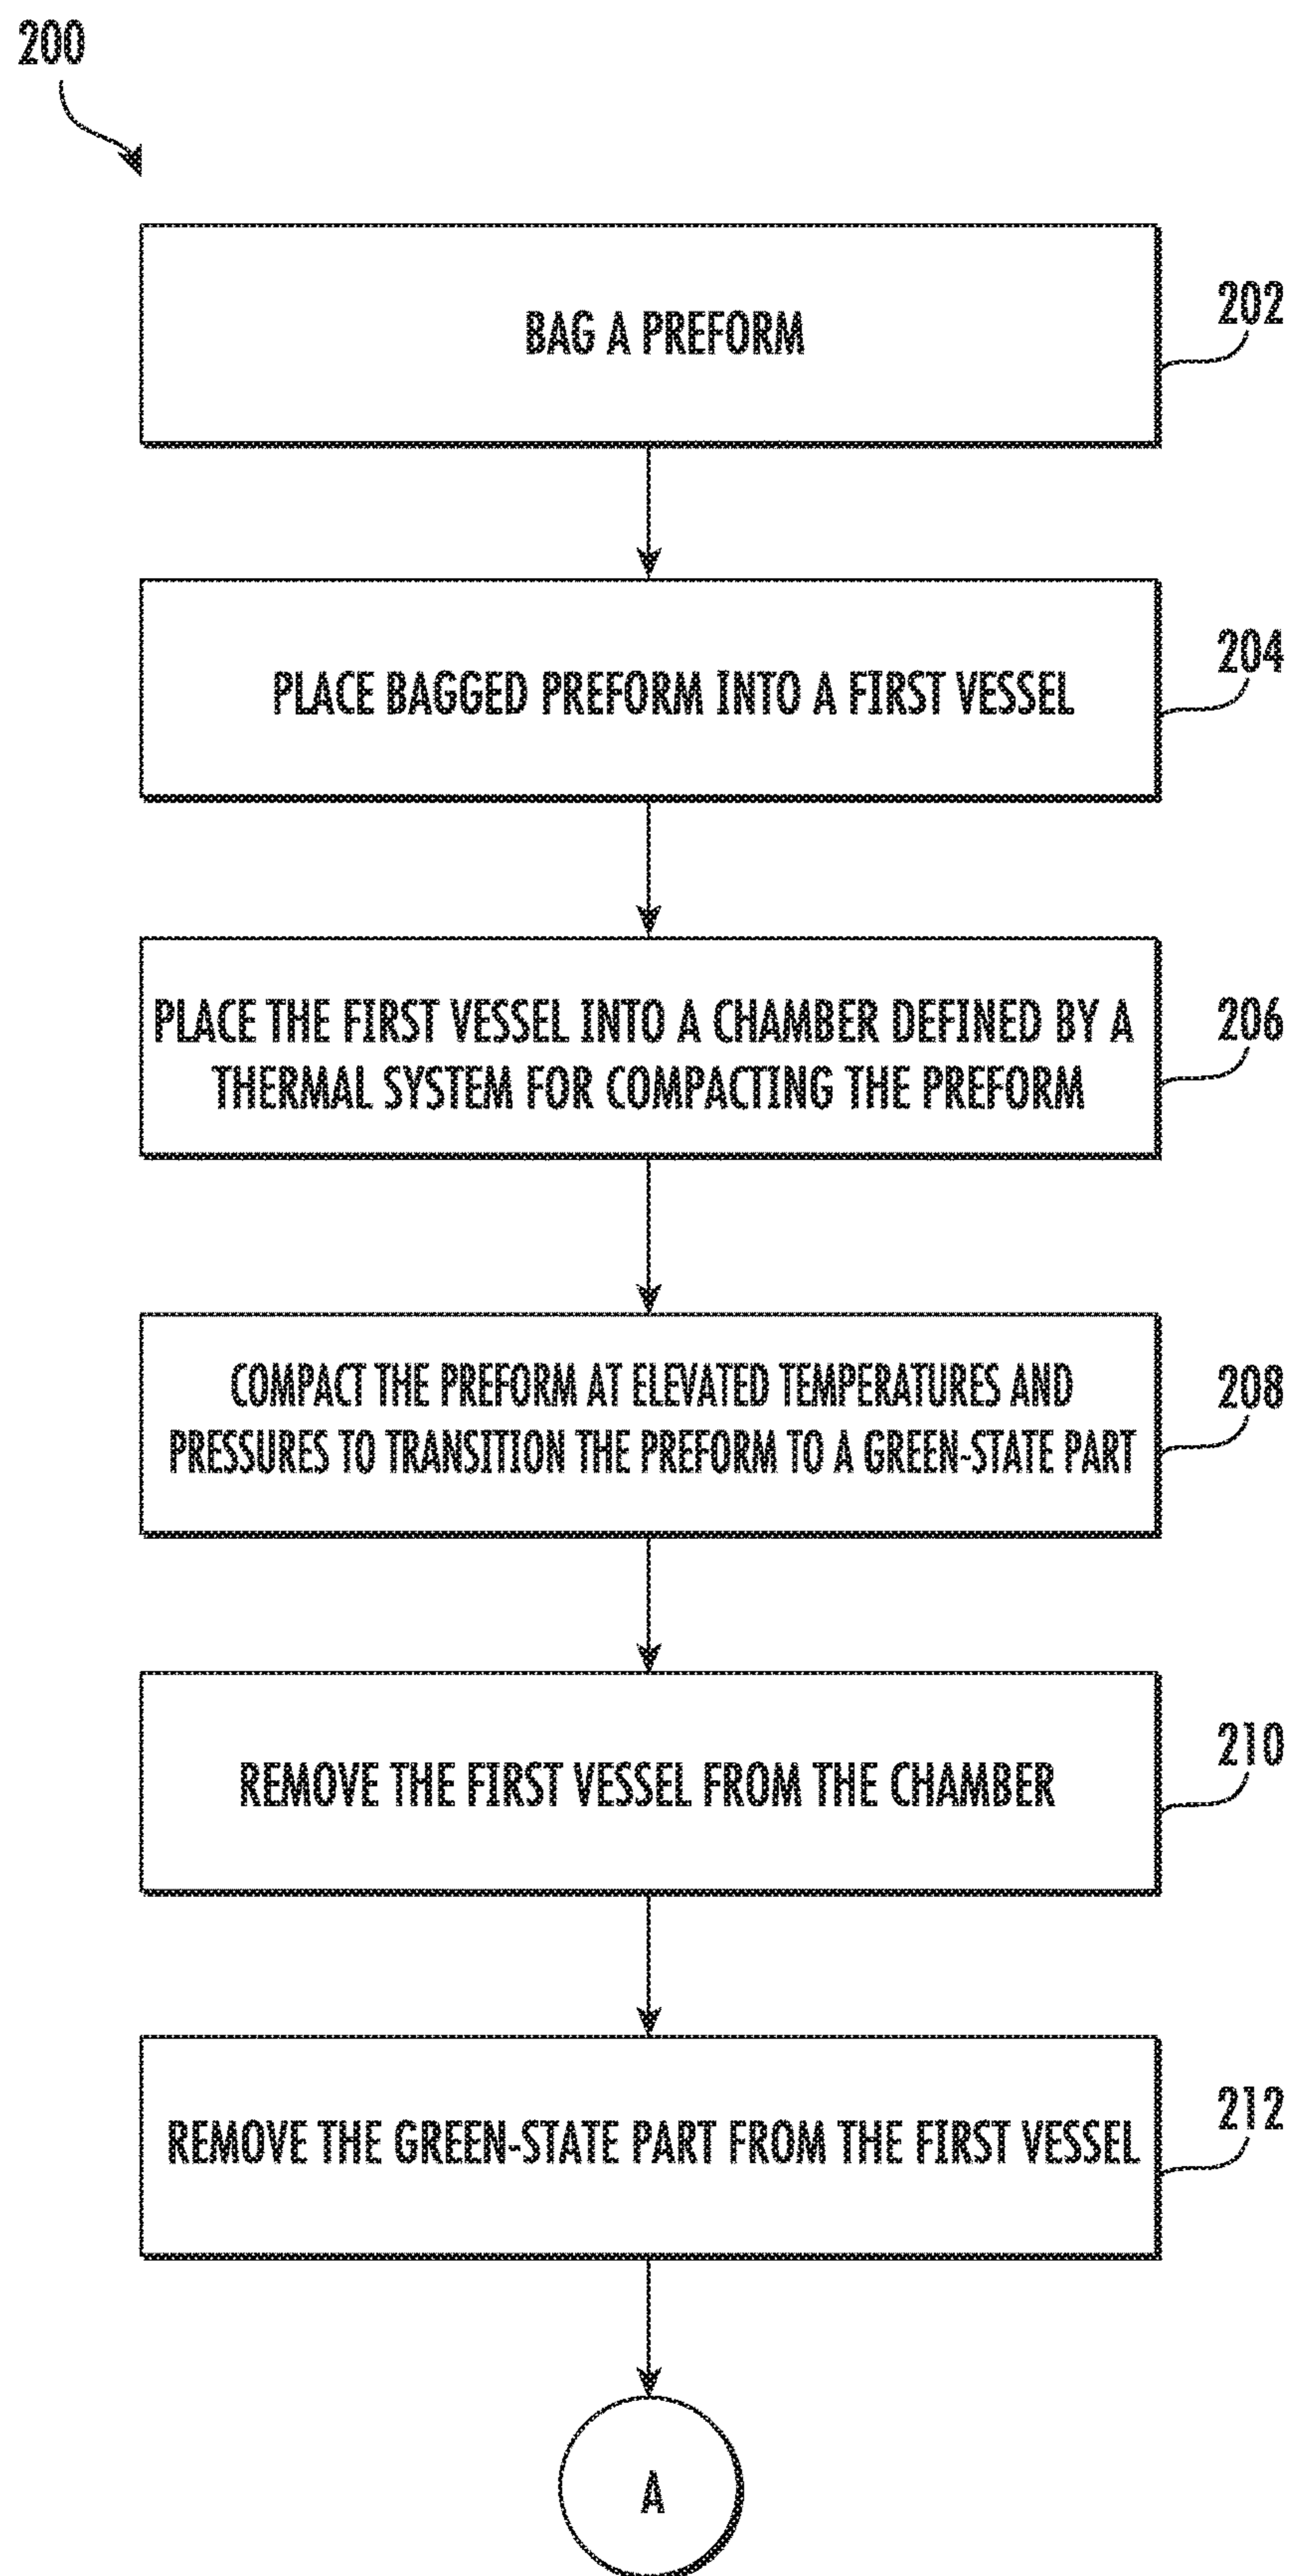 200
BAG A PREFORM
202
PLACE BAGGED PREFORM INTO A FIRST VESSEL
204
PLACE THE FIRST VESSEL INTO A CHAMBER DEFINED BY A
THERMAL SYSTEM FOR COMPACTING THE PREFORM
206
COMPACT THE PREFORM AT ELEVATED TEMPERATURES AND
PRESSURES TO TRANSITION THE PREFORM TO A GREEN-STATE PART
208
REMOVE THE FIRST VESSEL FROM THE CHAMBER
210
REMOVE THE GREEN-STATE PART FROM THE FIRST VESSEL
212
A